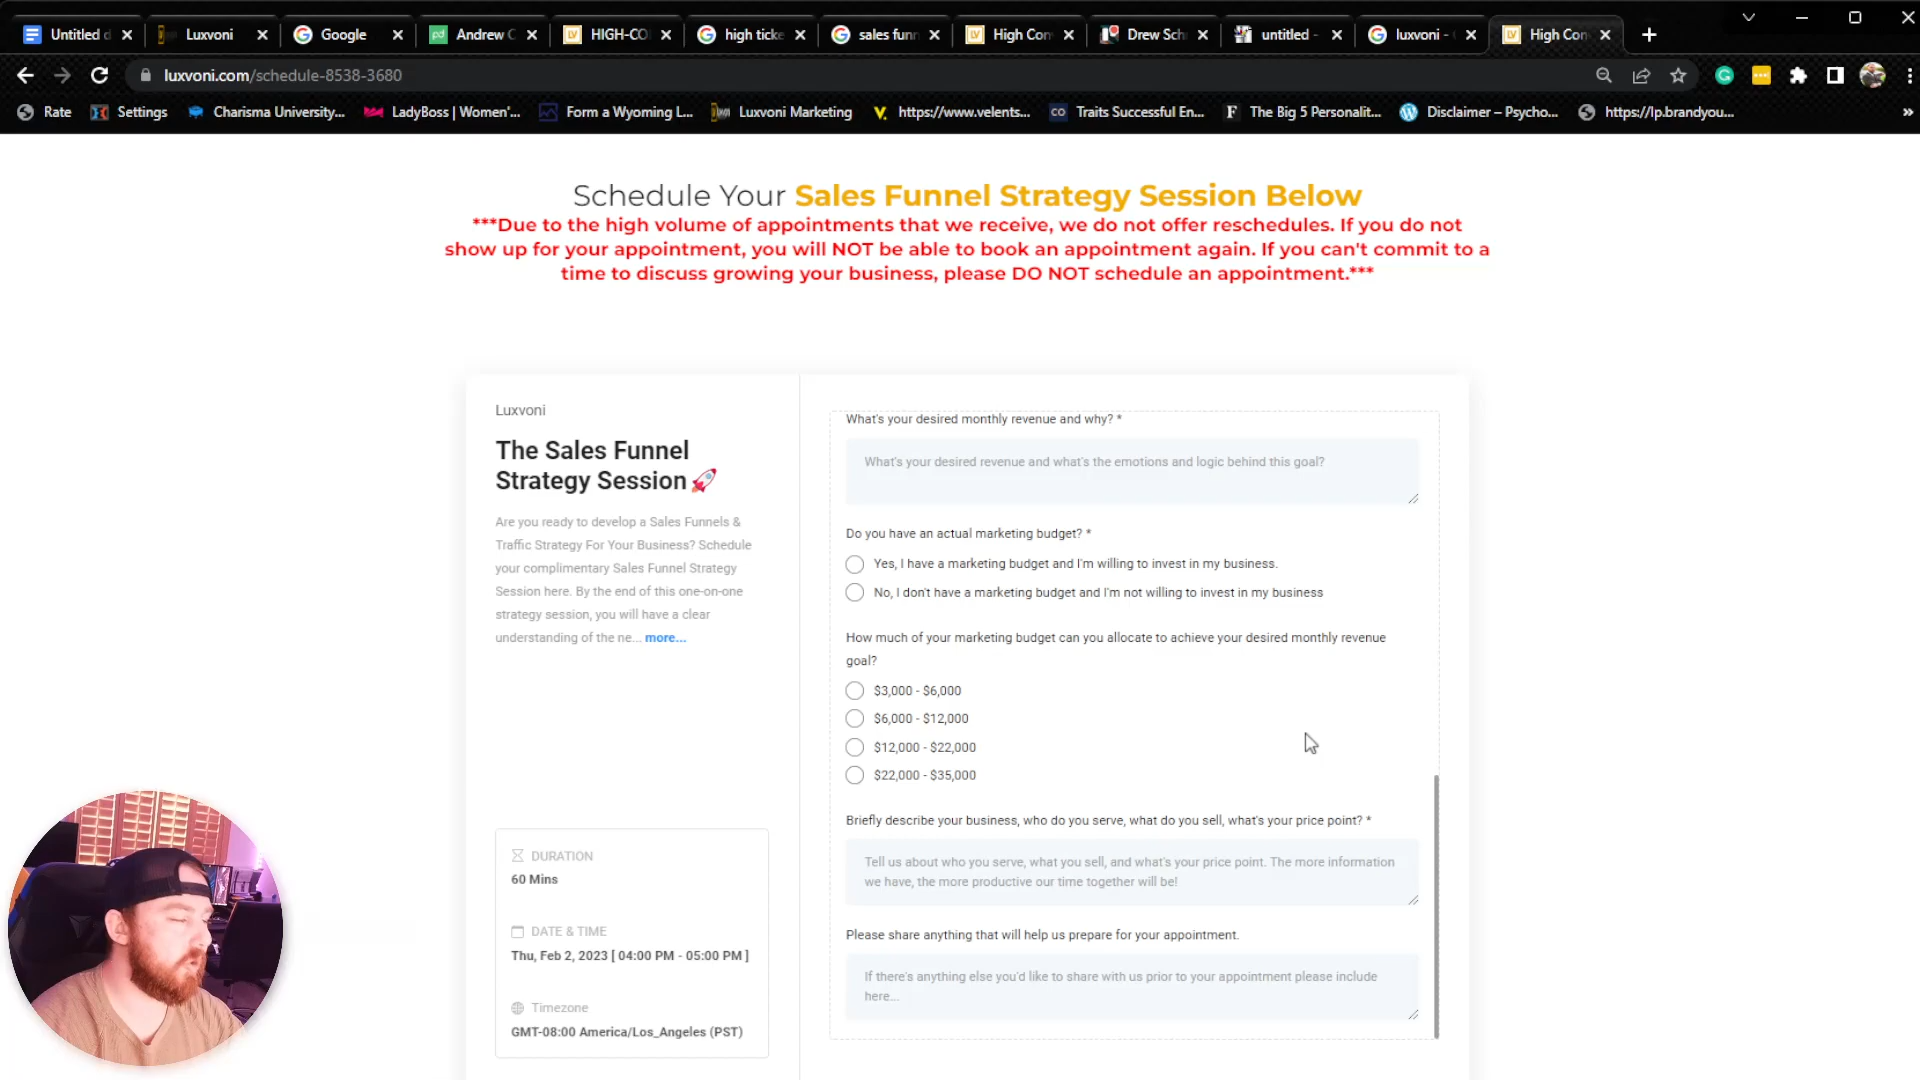 Untitled d
Luxvoni
Google
Andrew C
HIGH-CO
high ticke
sales funn
High Con
Drew Sch
untitled -
luxvoni -
High Con
luxvoni.com/schedule-8538-3680
Rate
Settings
Charisma University...
LadyBoss | Women'...
Form a Wyoming L...
Luxvoni Marketing
https://www.velents...
Traits Successful En...
The Big 5 Personalit...
Disclaimer – Psycho...
https://lp.brandyou...
Schedule Your Sales Funnel Strategy Session Below
***Due to the high volume of appointments that we receive, we do not offer reschedules. If you do not
show up for your appointment, you will NOT be able to book an appointment again. If you can't commit to a
time to discuss growing your business, please DO NOT schedule an appointment.***
Luxvoni
The Sales Funnel
Strategy Session
Are you ready to develop a Sales Funnels &
Traffic Strategy For Your Business? Schedule
your complimentary Sales Funnel Strategy
Session here. By the end of this one-on-one
strategy session, you will have a clear
understanding of the ne... more...
DURATION
60 Mins
DATE & TIME
Thu, Feb 2, 2023 [ 04:00 PM - 05:00 PM ]
Timezone
GMT-08:00 America/Los_Angeles (PST)
What's your desired monthly revenue and why? *
What's your desired revenue and what's the emotions and logic behind this goal?
Do you have an actual marketing budget? *
Yes, I have a marketing budget and I'm willing to invest in my business.
No, I don't have a marketing budget and I'm not willing to invest in my business
How much of your marketing budget can you allocate to achieve your desired monthly revenue
goal?
$3,000 - $6,000
$6,000 - $12,000
$12,000 - $22,000
$22,000 - $35,000
Briefly describe your business, who do you serve, what do you sell, what's your price point? *
Tell us about who you serve, what you sell, and what's your price point. The more information
we have, the more productive our time together will be!
Please share anything that will help us prepare for your appointment.
If there's anything else you'd like to share with us prior to your appointment please include
here...